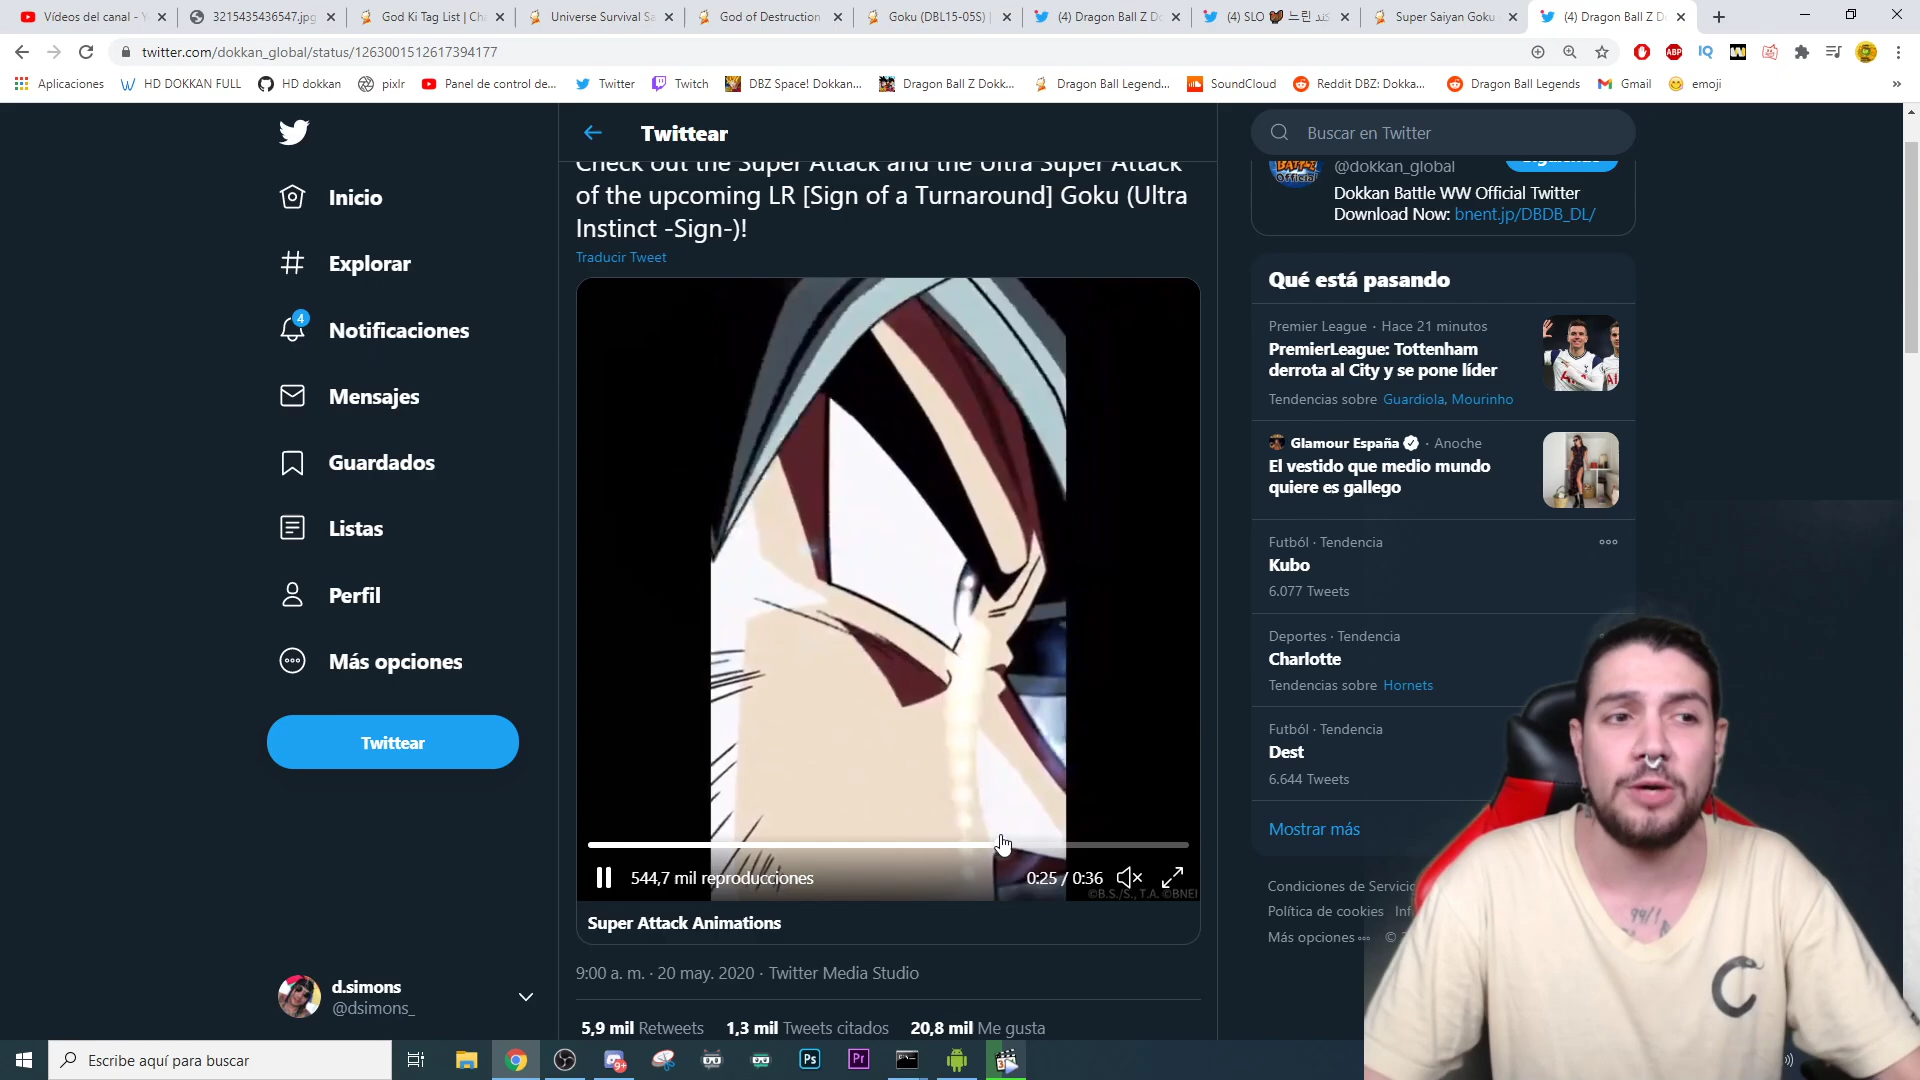 Vídeos del canal - Y
3215435436547.jpg
God Ki Tag List | Cha
Universe Survival Sa
God of Destruction
Goku (DBL15-05S) |
(4) Dragon Ball Z Do
(4) SLO
Super Saiyan Goku
(4) Dragon Ball Z D
twitter.com/dokkan_global/status/1263001512617394177
Aplicaciones
HD DOKKAN FULL
HD dokkan
pixlr
Panel de control de...
Twitter
Twitch
DBZ Space! Dokkan...
Dragon Ball Z Dokk...
Dragon Ball Legend...
SoundCloud
Reddit DBZ: Dokka...
Dragon Ball Legends
Gmail
emoji
»
Inicio
Explorar
4
Notificaciones
Mensajes
Guardados
Listas
Perfil
Más opciones
Twittear
d.simons
@dsimons_
Twittear
Check out the Super Attack and the Ultra Super Attack
of the upcoming LR [Sign of a Turnaround] Goku (Ultra
Instinct -Sign-)!
Traducir Tweet
544,7 mil reproducciones
0:25 / 0:36
©B.S./S., T.A. ©BNEI
Super Attack Animations
9:00 a. m. · 20 may. 2020 · Twitter Media Studio
5,9 mil Retweets 1,3 mil Tweets citados 20,8 mil Me gusta
Buscar en Twitter
@dokkan_global
Siguiendo
Dokkan Battle WW Official Twitter
Download Now: bnent.jp/DBDB_DL/
Qué está pasando
Premier League · Hace 21 minutos
PremierLeague: Tottenham
derrota al City y se pone líder
Tendencias sobre Guardiola, Mourinho
Glamour España · Anoche
El vestido que medio mundo
quiere es gallego
Futból · Tendencia
Kubo
6.077 Tweets
Deportes · Tendencia
Charlotte
Tendencias sobre Hornets
Futból · Tendencia
Dest
6.644 Tweets
Mostrar más
Condiciones de Servicio
Política de cookies Inf
Más opciones ··· ©
Escribe aquí para buscar